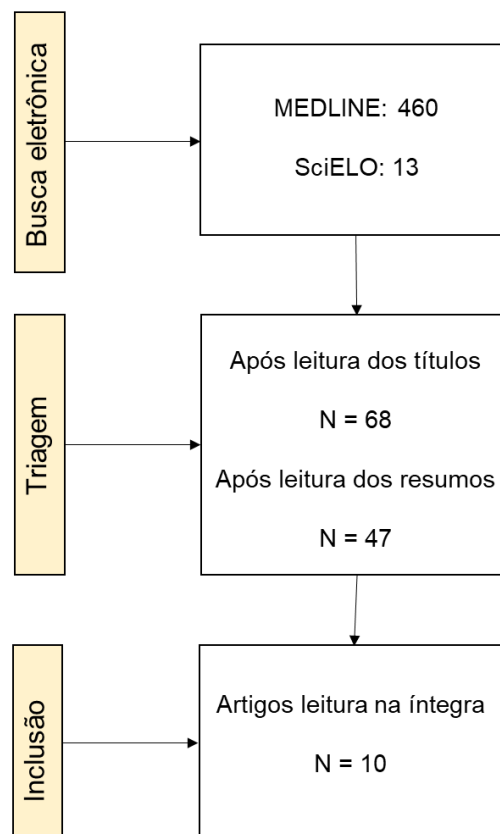 Busca eletrônica
MEDLINE: 460
SciELO: 13
Triagem
Após leitura dos títulos
N = 68
Após leitura dos resumos
N = 47
Inclusão
Artigos leitura na íntegra
N = 10